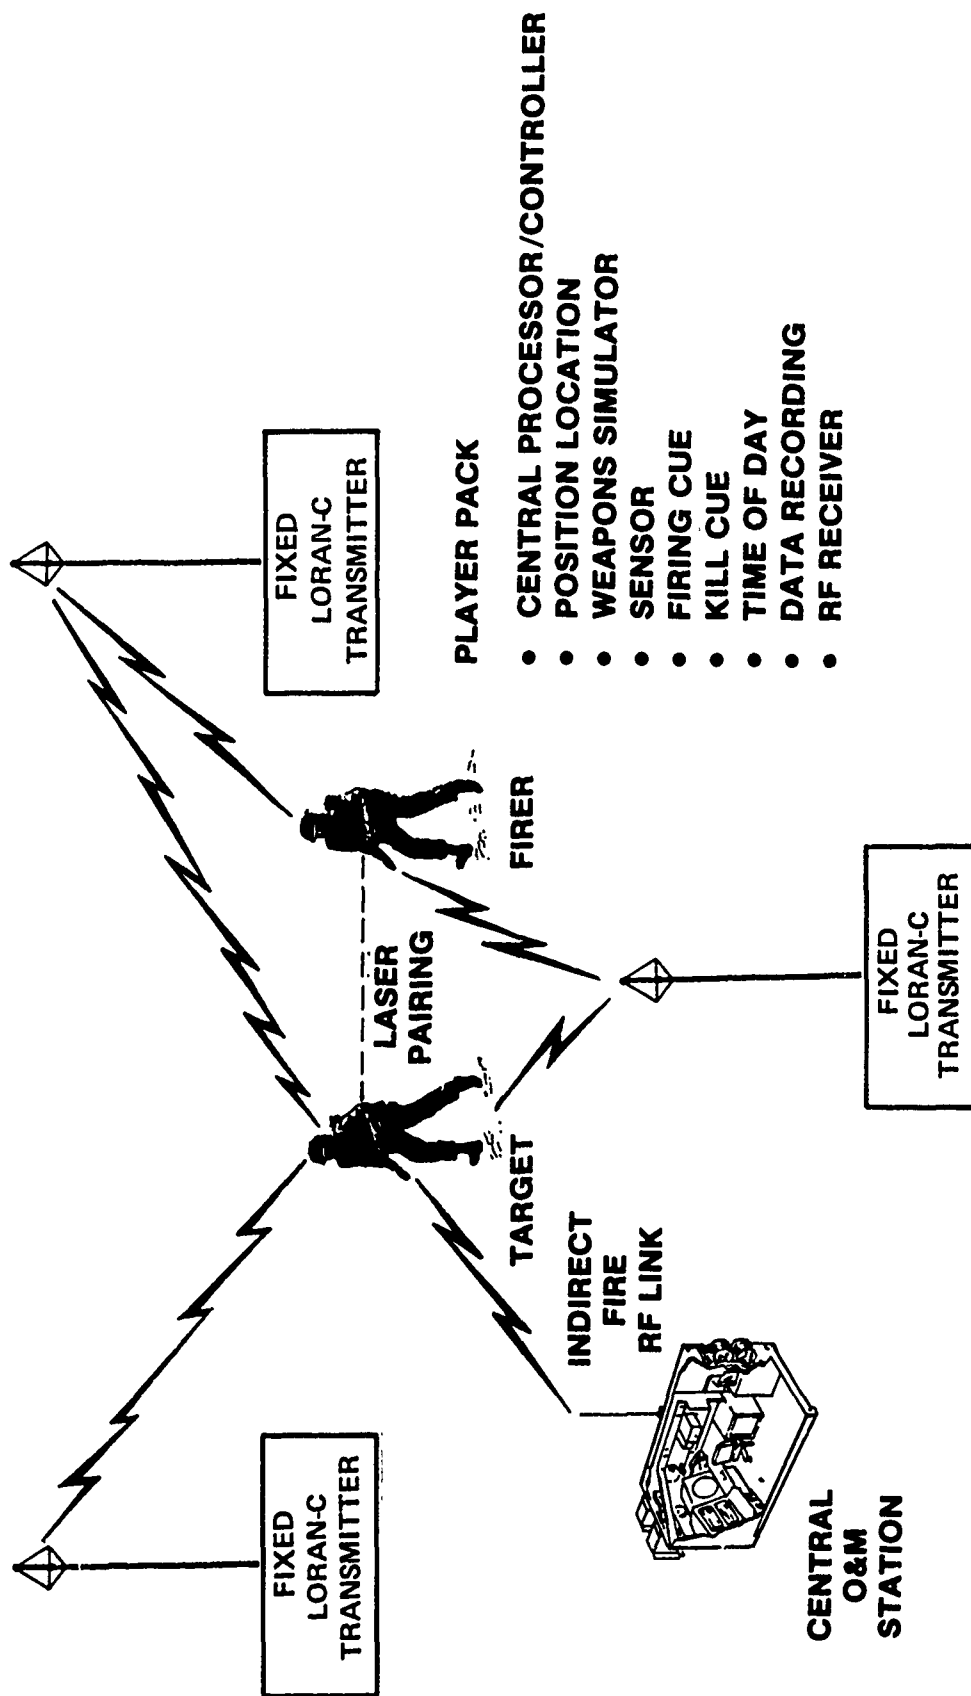 FIXED
LORAN-C
TRANSMITTER
FIXED
LORAN-C
TRANSMITTER
LASER
PAIRING
TARGET
FIRER
INDIRECT
FIRE
RF LINK
CENTRAL
O&M
STATION
FIXED
LORAN-C
TRANSMITTER
PLAYER PACK
• CENTRAL PROCESSOR/CONTROLLER
• POSITION LOCATION
• WEAPONS SIMULATOR
• SENSOR
• FIRING CUE
• KILL CUE
• TIME OF DAY
• DATA RECORDING
• RF RECEIVER